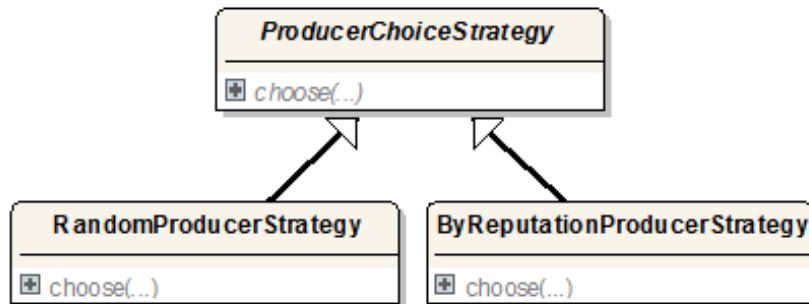 ProducerChoiceStrategy
choose(...)
RandomProducerStrategy
ByReputationProducerStrategy
choose(...)
choose(...)